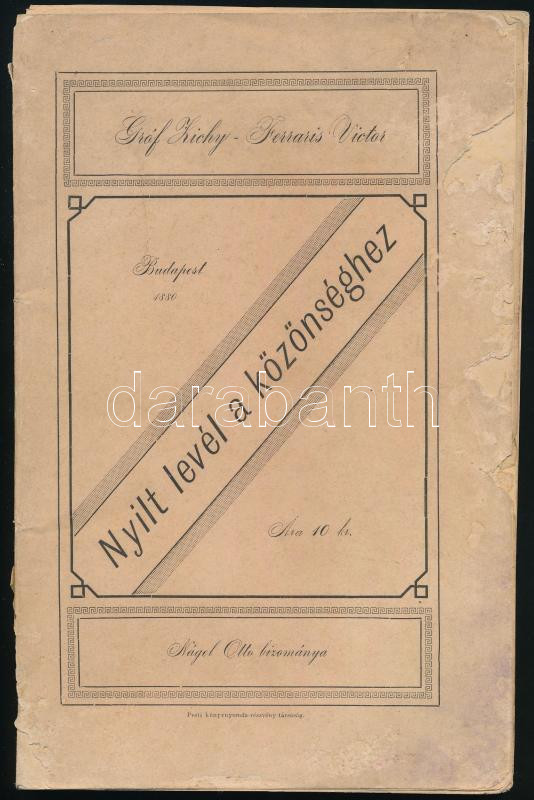 Gróf Zichy-Ferraris Victor
Budapest
1880
Nyilt levél a közönséghez
darabanth
Ára 10 kr.
Nágel Otto bizománya
Pesti könyvnyomda-részvény társaság.